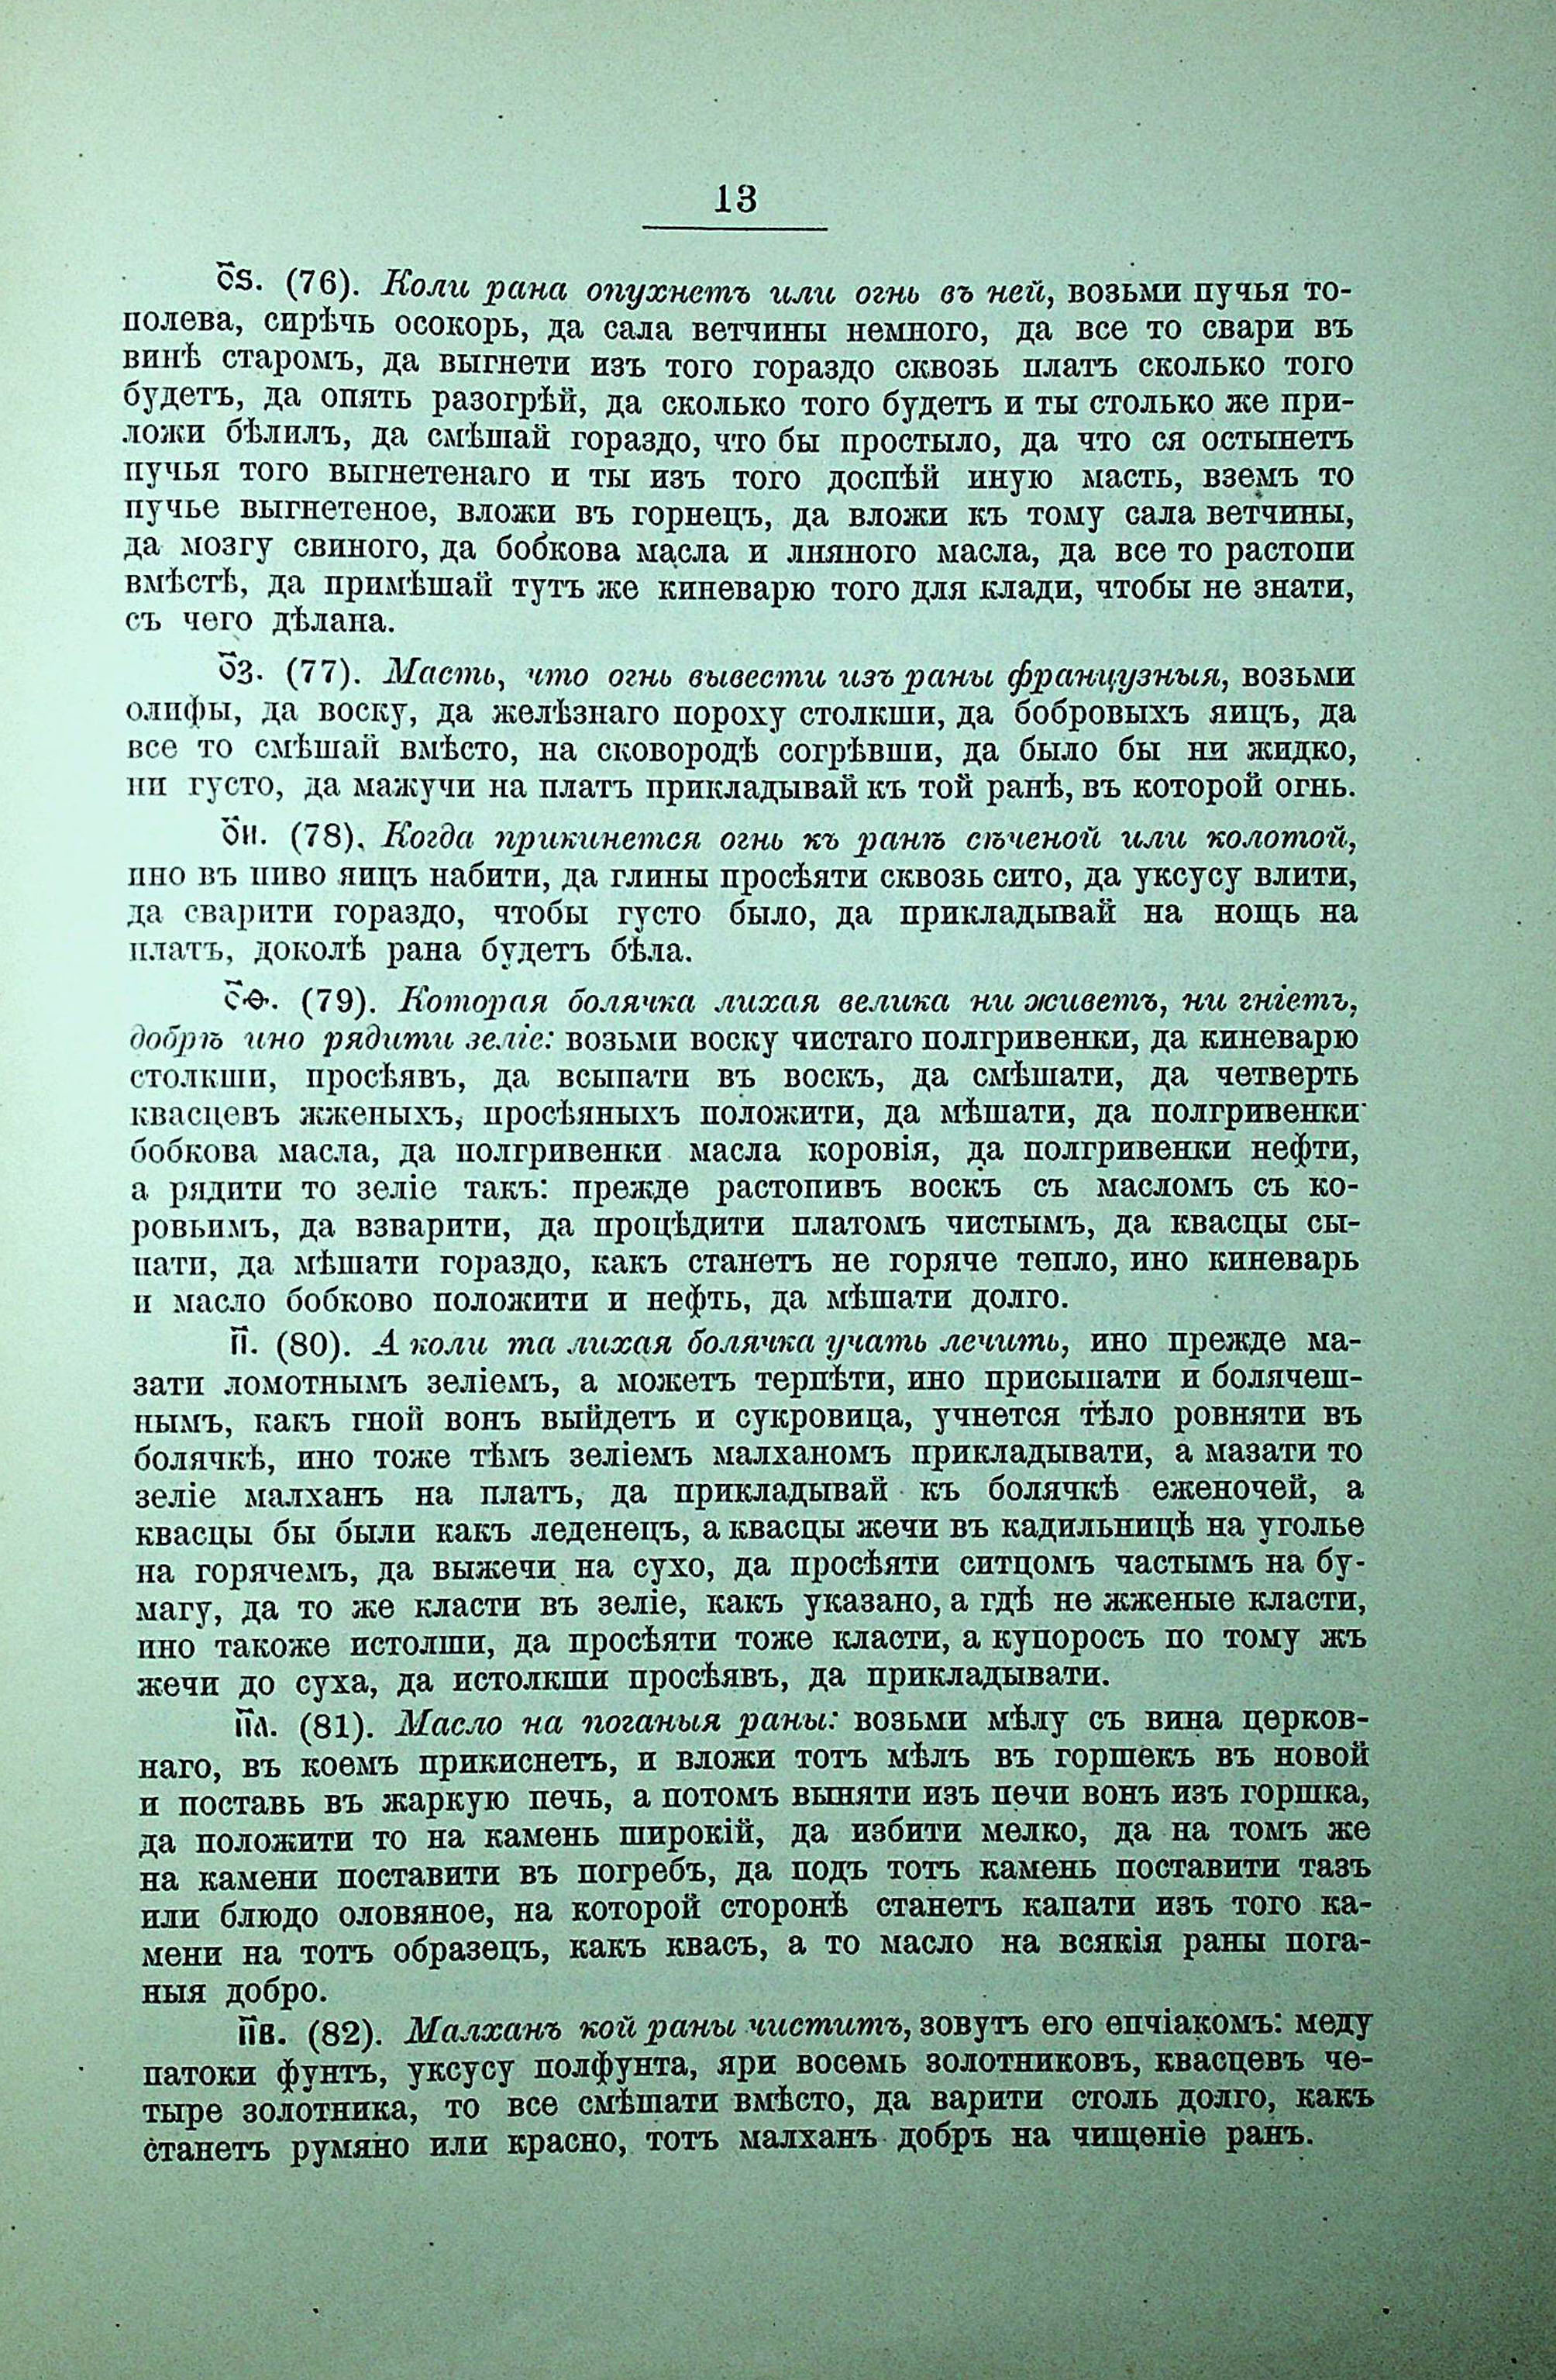 13
о҃ѕ. (76). Коли рана опухнетъ или огнь въ ней, возьми пучья то-
полева, сирѣчь осокорь, да сала ветчины немного, да все то свари въ
винѣ старомъ, да выгнети изъ того гораздо сквозь платъ сколько того
будетъ, да опять разогрѣй, да сколько того будетъ и ты столько же при-
ложи бѣлилъ, да смѣшай гораздо, что бы простыло, да что ся остынетъ
пучья того выгнетенаго и ты изъ того доспѣй иную масть, вземъ то
пучье выгнетеное, вложи въ горнецъ, да вложи къ тому сала ветчины,
да мозгу свиного, да бобкова масла и лняного масла, да все то растопи
вмѣстѣ, да примѣшай тутъ же киневарю того для клади, чтобы не знати,
съ чего дѣлана.
о҃з. (77). Масть, что огнь вывести изъ раны французныя, возьми
олифы, да воску, да желѣзнаго пороху столкши, да бобровыхъ яицъ, да
все то смѣшай вмѣсто, на сковородѣ согрѣвши, да было бы ни жидко,
ни густо, да мажучи на платъ прикладывай къ той ранѣ, въ которой огнь.
о҃и. (78). Когда прикинется огнь къ ранѣ сѣченой или колотой,
ино въ пиво яицъ набити, да глины просѣяти сквозь сито, да уксусу влити,
да сварити гораздо, чтобы густо было, да прикладывай на нощь на
платъ, доколѣ рана будетъ бѣла.
о҃ѳ. (79). Которая болячка лихая велика ни живетъ, ни гніетъ,
добрѣ ино рядити зеліе: возьми воску чистаго полгривенки, да киневарю
столкши, просѣявъ, да всыпати въ воскъ, да смѣшати, да четверть
квасцевъ жженыхъ, просѣяныхъ положити, да мѣшати, да полгривенки
бобкова масла, да полгривенки масла коровія, да полгривенки нефти,
а рядити то зеліе такъ: прежде растопивъ воскъ съ масломъ съ ко-
ровьимъ, да взварити, да процѣдити платомъ чистымъ, да квасцы сы-
пати, да мѣшати гораздо, какъ станетъ не горяче тепло, ино киневарь
и масло бобково положити и нефть, да мѣшати долго.
п҃. (80). А коли та лихая болячка учать лечить, ино прежде ма-
зати ломотнымъ зеліемъ, а можетъ терпѣти, ино присыпати и болячеш-
нымъ, какъ гной вонъ выйдетъ и сукровица, учнется тѣло ровняти въ
болячкѣ, ино тоже тѣмъ зеліемъ малханомъ прикладывати, а мазати то
зеліе малханъ на платъ, да прикладывай къ болячкѣ еженочей, а
квасцы бы были какъ леденецъ, а квасцы жечи въ кадильницѣ на уголье
на горячемъ, да выжечи на сухо, да просѣяти ситцомъ частымъ на бу-
магу, да то же класти въ зеліе, какъ указано, а гдѣ не жженые класти,
ино такоже истолши, да просѣяти тоже класти, а купоросъ по тому жъ
жечи до суха, да истолкши просѣявъ, да прикладывати.
п҃а. (81). Масло на поганыя раны: возьми мѣлу съ вина церков-
наго, въ коемъ прикиснетъ, и вложи тотъ мѣлъ въ горшекъ въ новой
и поставь въ жаркую печь, а потомъ выняти изъ печи вонъ изъ горшка,
да положити то на камень широкій, да избити мелко, да на томъ же
на камени поставити въ погребъ, да подъ тотъ камень поставити тазъ
или блюдо оловяное, на которой сторонѣ станетъ капати изъ того ка-
мени на тотъ образецъ, какъ квасъ, а то масло на всякія раны пога-
ныя добро.
п҃в. (82). Малханъ кой раны чиститъ, зовутъ его епчіакомъ: меду
патоки фунтъ, уксусу полфунта, яри восемь золотниковъ, квасцевъ че-
тыре золотника, то все смѣшати вмѣсто, да варити столь долго, какъ
станетъ румяно или красно, тотъ малханъ добръ на чищеніе ранъ.